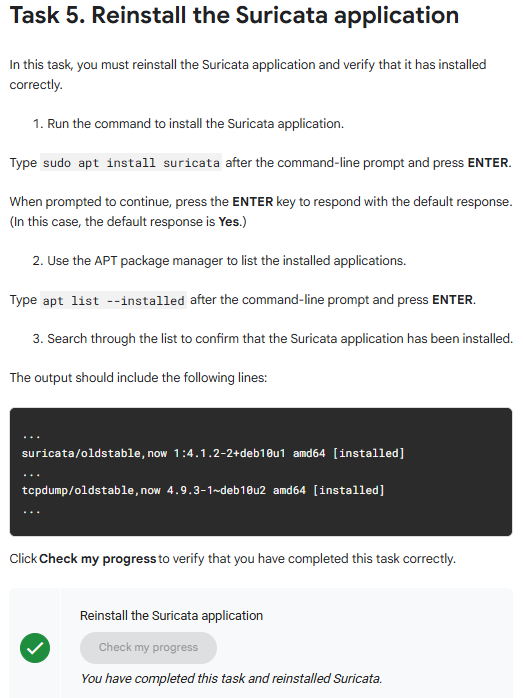 Task 5. Reinstall the Suricata application
In this task, you must reinstall the Suricata application and verify that it has installed
correctly.
1. Run the command to install the Suricata application.
Type sudo apt install suricata after the command-line prompt and press ENTER.
When prompted to continue, press the ENTER key to respond with the default response.
(In this case, the default response is Yes.)
2. Use the APT package manager to list the installed applications.
Type apt list --installed after the command-line prompt and press ENTER.
3. Search through the list to confirm that the Suricata application has been installed.
The output should include the following lines:
...
suricata/oldstable,now 1:4.1.2-2+deb10u1 amd64 [installed]
...
tcpdump/oldstable,now 4.9.3-1~deb10u2 amd64 [installed]
...
Click Check my progress to verify that you have completed this task correctly.
Reinstall the Suricata application
Check my progress
You have completed this task and reinstalled Suricata.